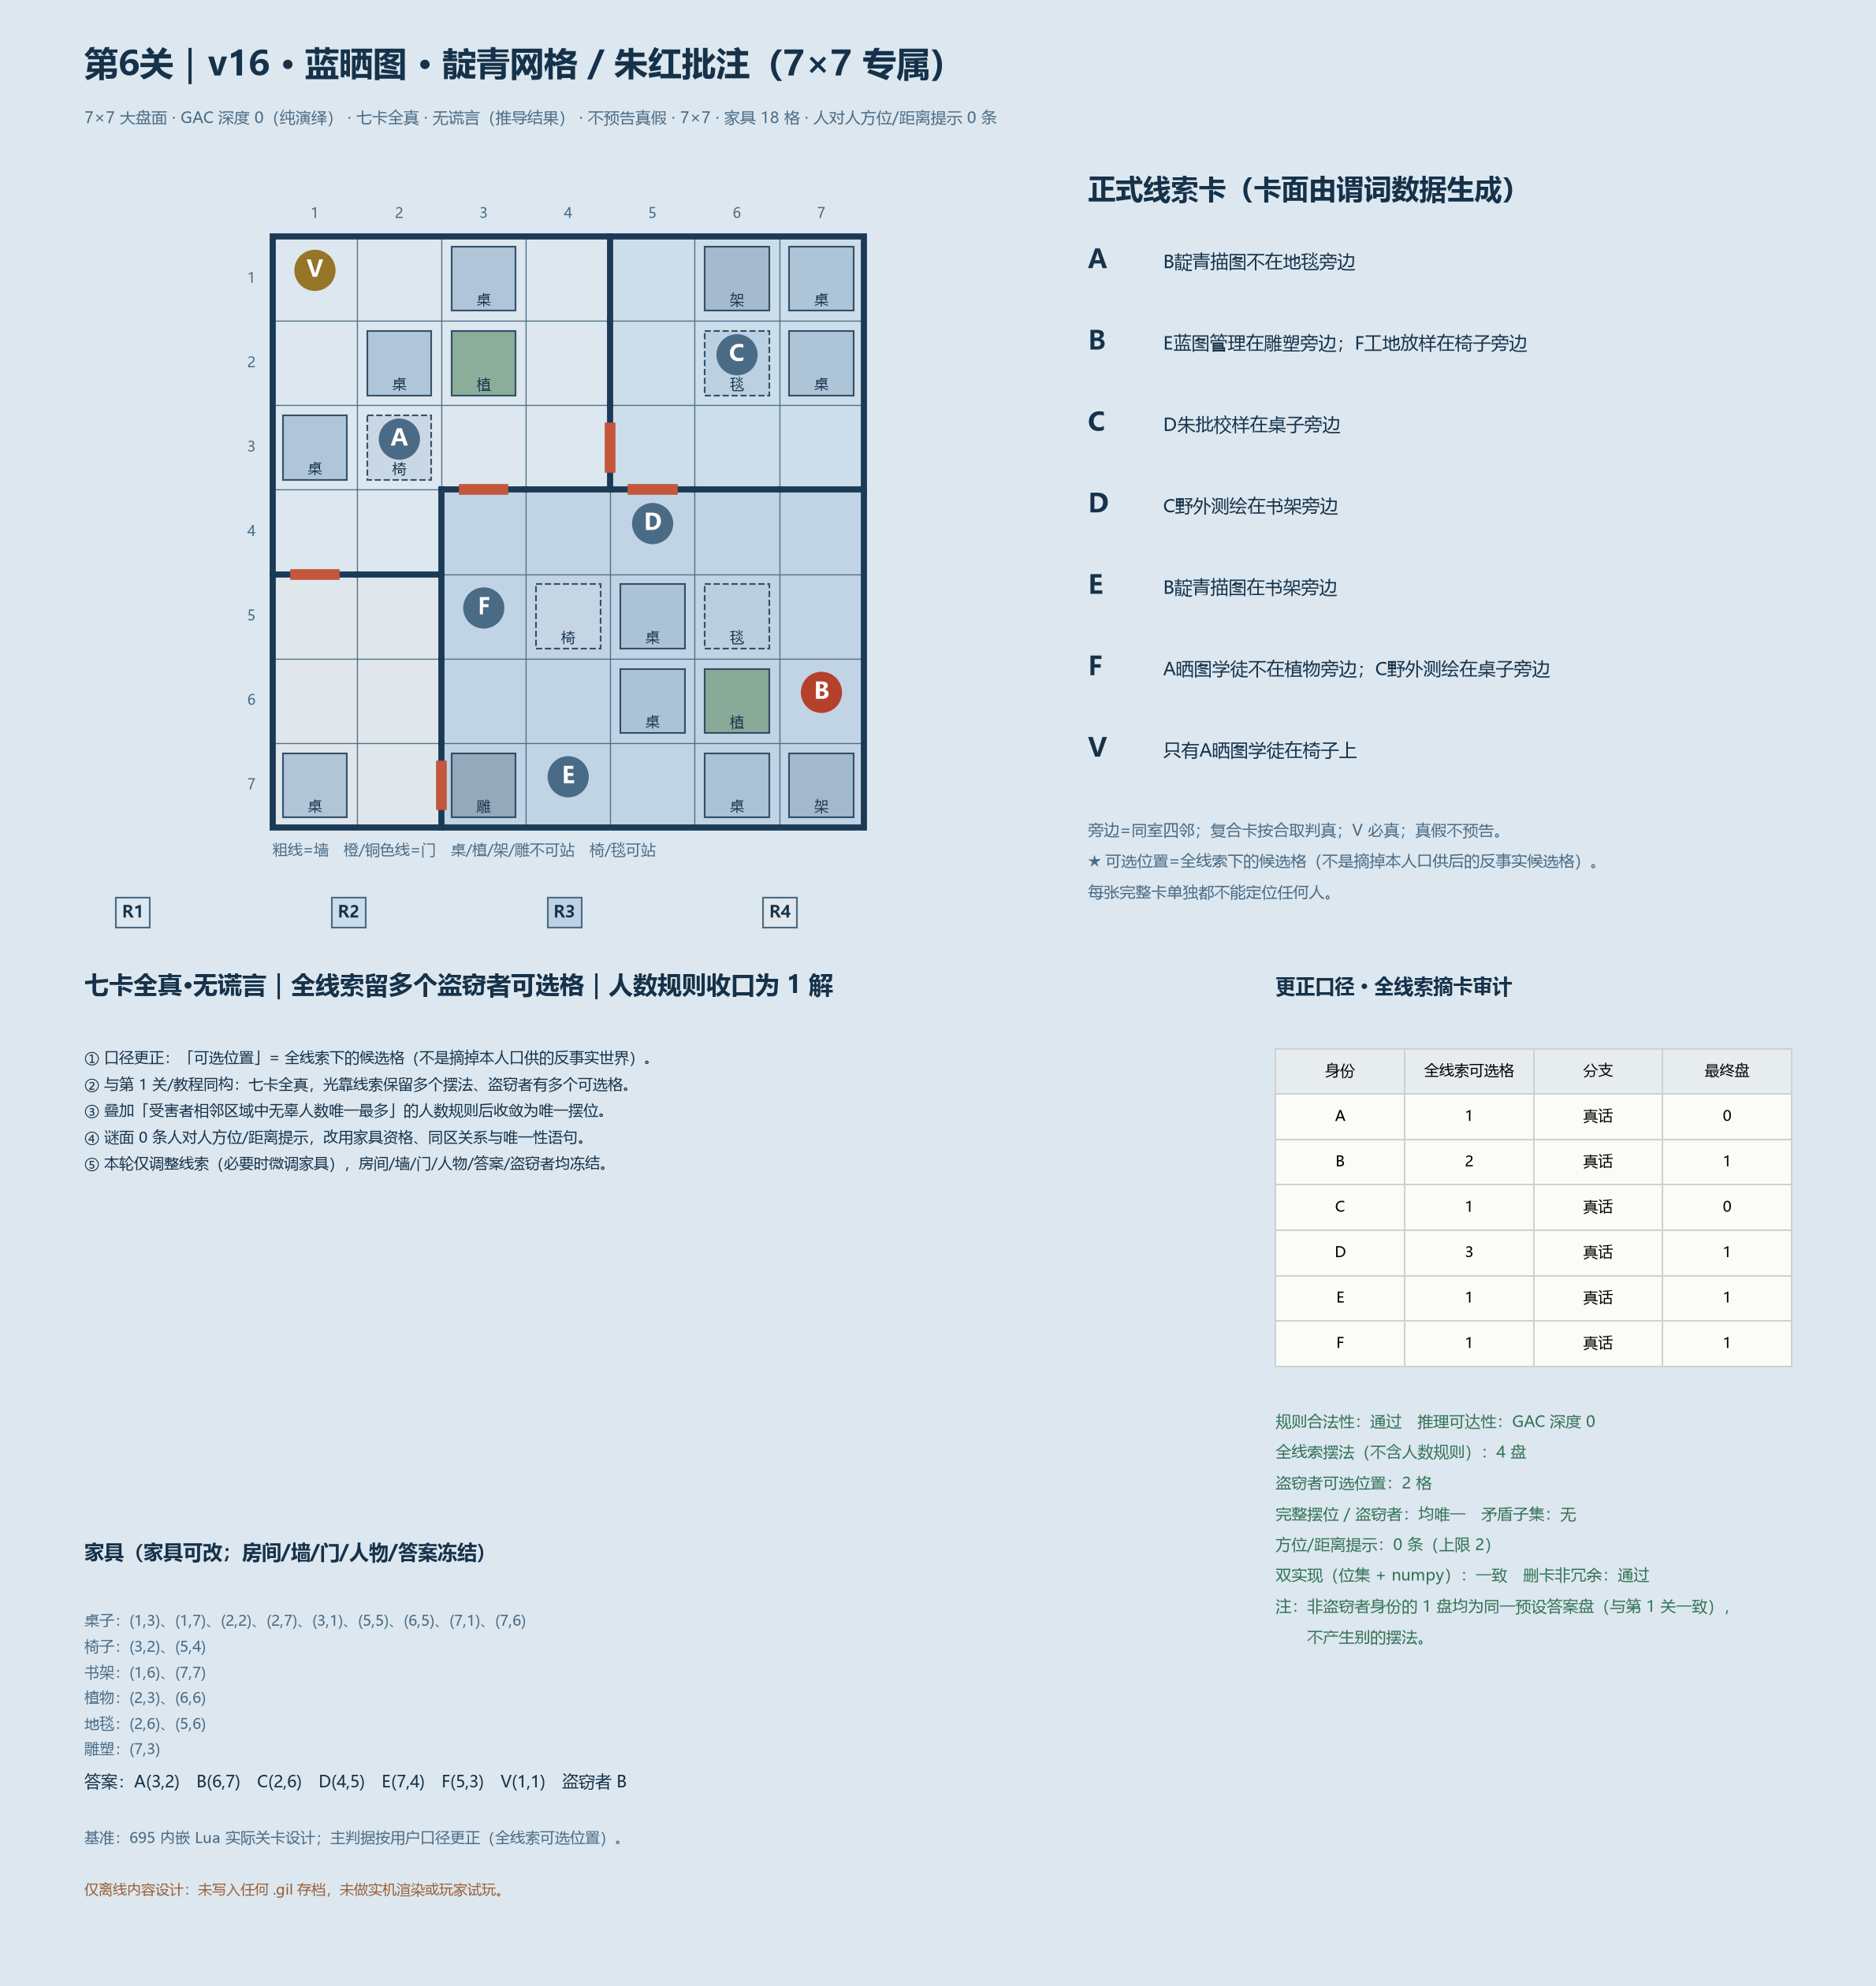 第6关｜v16 · 蓝晒图 · 靛青网格 / 朱红批注（7×7 专属）
7×7 大盘面 · GAC 深度 0（纯演绎） · 七卡全真 · 无谎言（推导结果） · 不预告真假 · 7×7 · 家具 18 格 · 人对人方位/距离提示 0 条
1 2 3 4 5 6 7
1 V 桌 架 桌
2 桌 植 C 毯 桌
3 桌 A 椅
4 D
5 F 椅 桌 毯
6 桌 植 B
7 桌 雕 E 桌 架
粗线=墙 橙/铜色线=门 桌/植/架/雕不可站 椅/毯可站
R1 R2 R3 R4
正式线索卡（卡面由谓词数据生成）
A B靛青描图不在地毯旁边
B E蓝图管理在雕塑旁边；F工地放样在椅子旁边
C D朱批校样在桌子旁边
D C野外测绘在书架旁边
E B靛青描图在书架旁边
F A晒图学徒不在植物旁边；C野外测绘在桌子旁边
V 只有A晒图学徒在椅子上
旁边=同室四邻；复合卡按合取判真；V 必真；真假不预告。
★ 可选位置=全线索下的候选格（不是摘掉本人口供后的反事实候选格）。
每张完整卡单独都不能定位任何人。
七卡全真·无谎言｜全线索留多个盗窃者可选格｜人数规则收口为 1 解
① 口径更正：「可选位置」= 全线索下的候选格（不是摘掉本人口供的反事实世界）。
② 与第 1 关/教程同构：七卡全真，光靠线索保留多个摆法、盗窃者有多个可选格。
③ 叠加「受害者相邻区域中无辜人数唯一最多」的人数规则后收敛为唯一摆位。
④ 谜面 0 条人对人方位/距离提示，改用家具资格、同区关系与唯一性语句。
⑤ 本轮仅调整线索（必要时微调家具），房间/墙/门/人物/答案/盗窃者均冻结。
更正口径 · 全线索摘卡审计
身份 全线索可选格 分支 最终盘
A 1 真话 0
B 2 真话 1
C 1 真话 0
D 3 真话 1
E 1 真话 1
F 1 真话 1
规则合法性：通过 推理可达性：GAC 深度 0
全线索摆法（不含人数规则）：4 盘
盗窃者可选位置：2 格
完整摆位 / 盗窃者：均唯一 矛盾子集：无
方位/距离提示：0 条（上限 2）
双实现（位集 + numpy）：一致 删卡非冗余：通过
注：非盗窃者身份的 1 盘均为同一预设答案盘（与第 1 关一致），
不产生别的摆法。
家具（家具可改；房间/墙/门/人物/答案冻结）
桌子：(1,3)、(1,7)、(2,2)、(2,7)、(3,1)、(5,5)、(6,5)、(7,1)、(7,6)
椅子：(3,2)、(5,4)
书架：(1,6)、(7,7)
植物：(2,3)、(6,6)
地毯：(2,6)、(5,6)
雕塑：(7,3)
答案：A(3,2) B(6,7) C(2,6) D(4,5) E(7,4) F(5,3) V(1,1) 盗窃者 B
基准：695 内嵌 Lua 实际关卡设计；主判据按用户口径更正（全线索可选位置）。
仅离线内容设计：未写入任何 .gil 存档，未做实机渲染或玩家试玩。